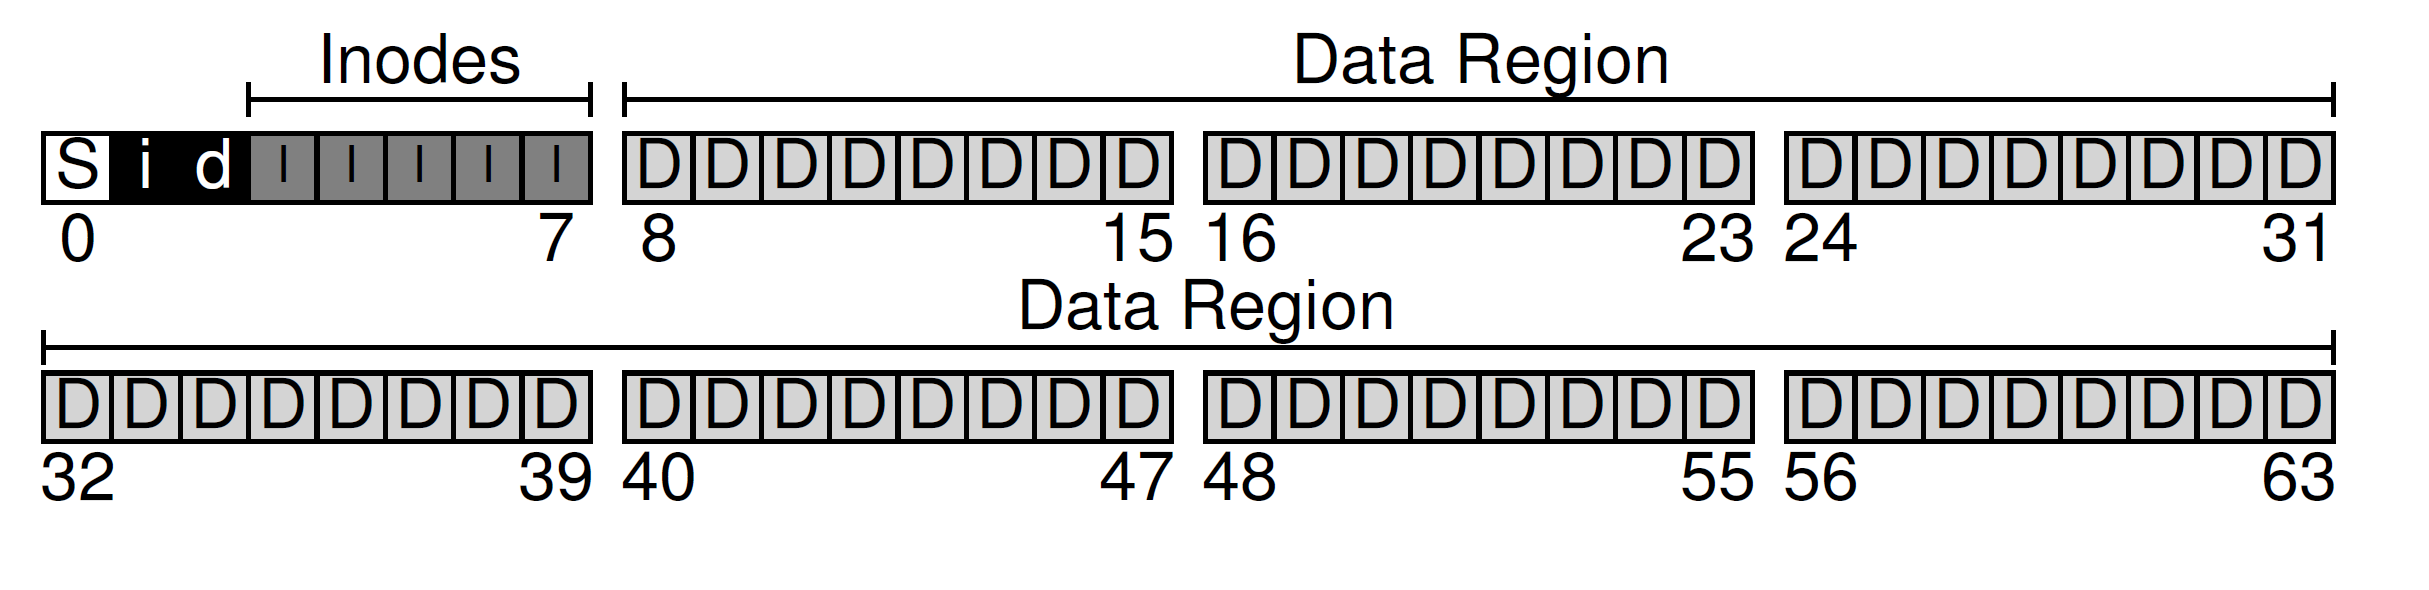 Inodes Data Region
S i d I I I I I D D D D D D D D D D D D D D D D D D D D D D D D
0 7 8 15 16 23 24 31
Data Region
D D D D D D D D D D D D D D D D D D D D D D D D D D D D D D D D
32 39 40 47 48 55 56 63